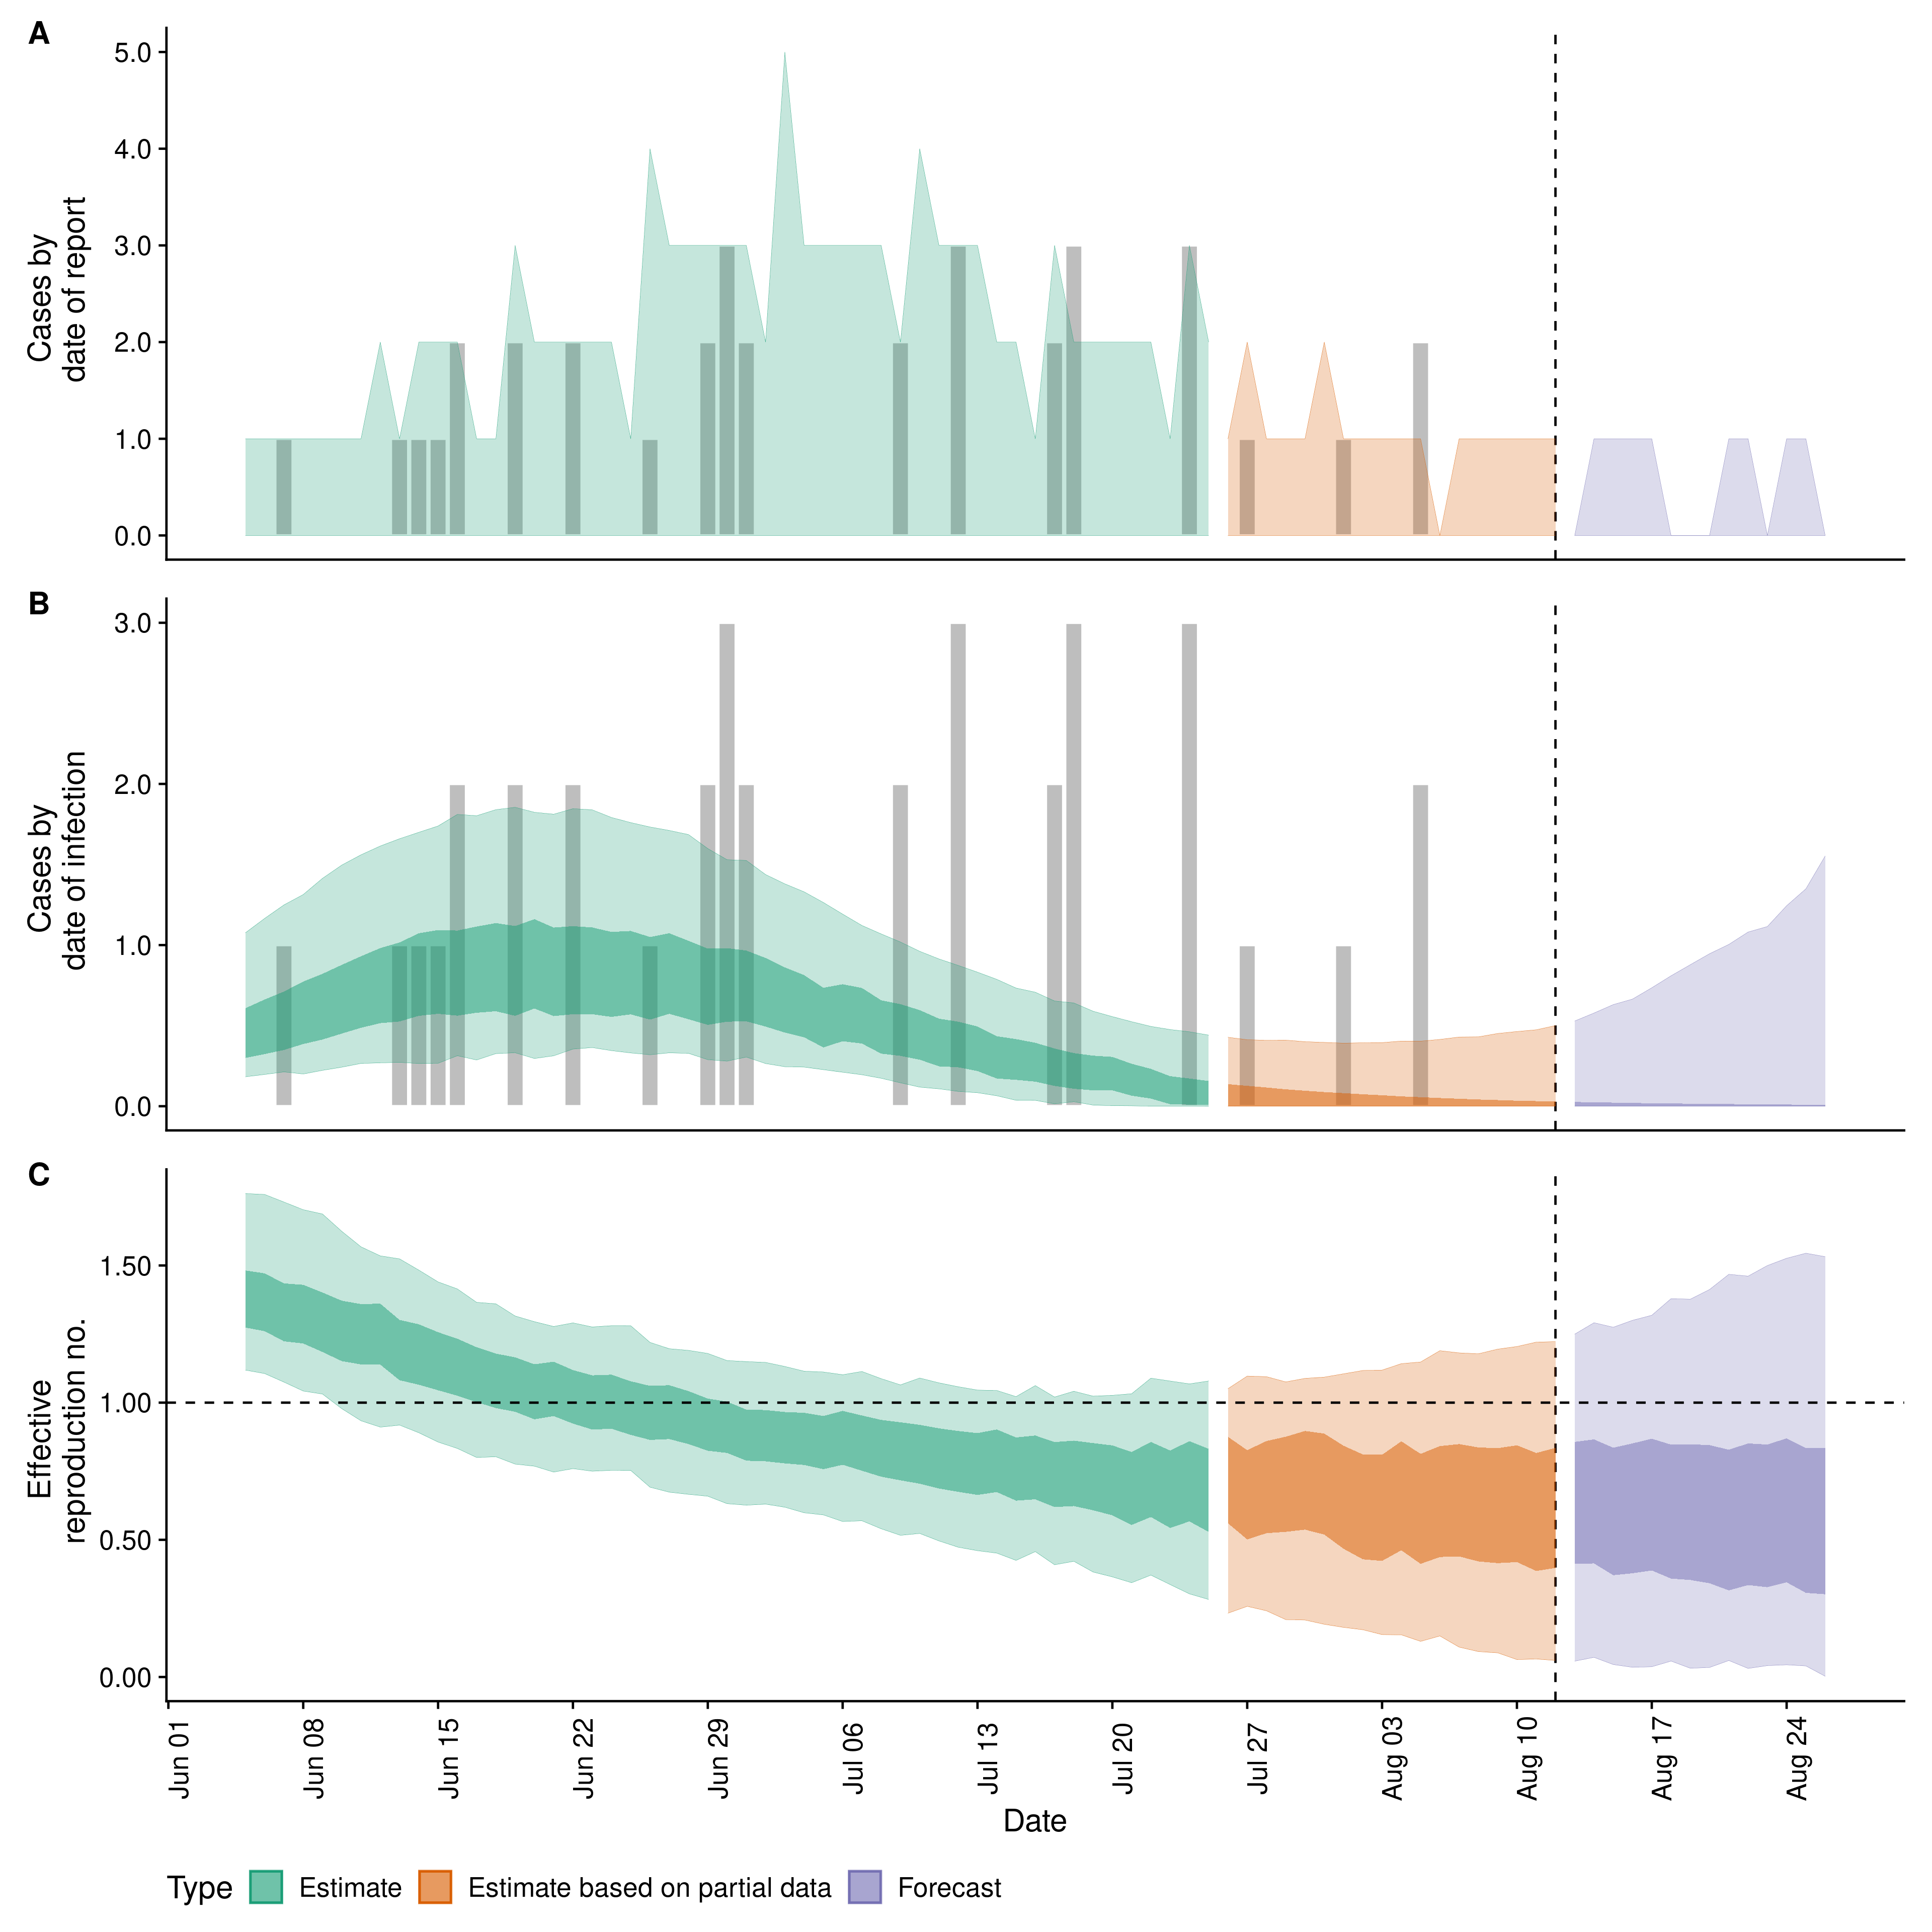 A
5.0
4.0
3.0
2.0
1.0
0.0
Cases by
date of report
B
3.0
2.0
1.0
0.0
Cases by
date of infection
C
1.50
1.00
0.50
0.00
Effective
reproduction no.
Jun 01
Jun 08
Jun 15
Jun 22
Jun 29
Jul 06
Jul 13
Jul 20
Jul 27
Aug 03
Aug 10
Aug 17
Aug 24
Date
Type Estimate Estimate based on partial data Forecast